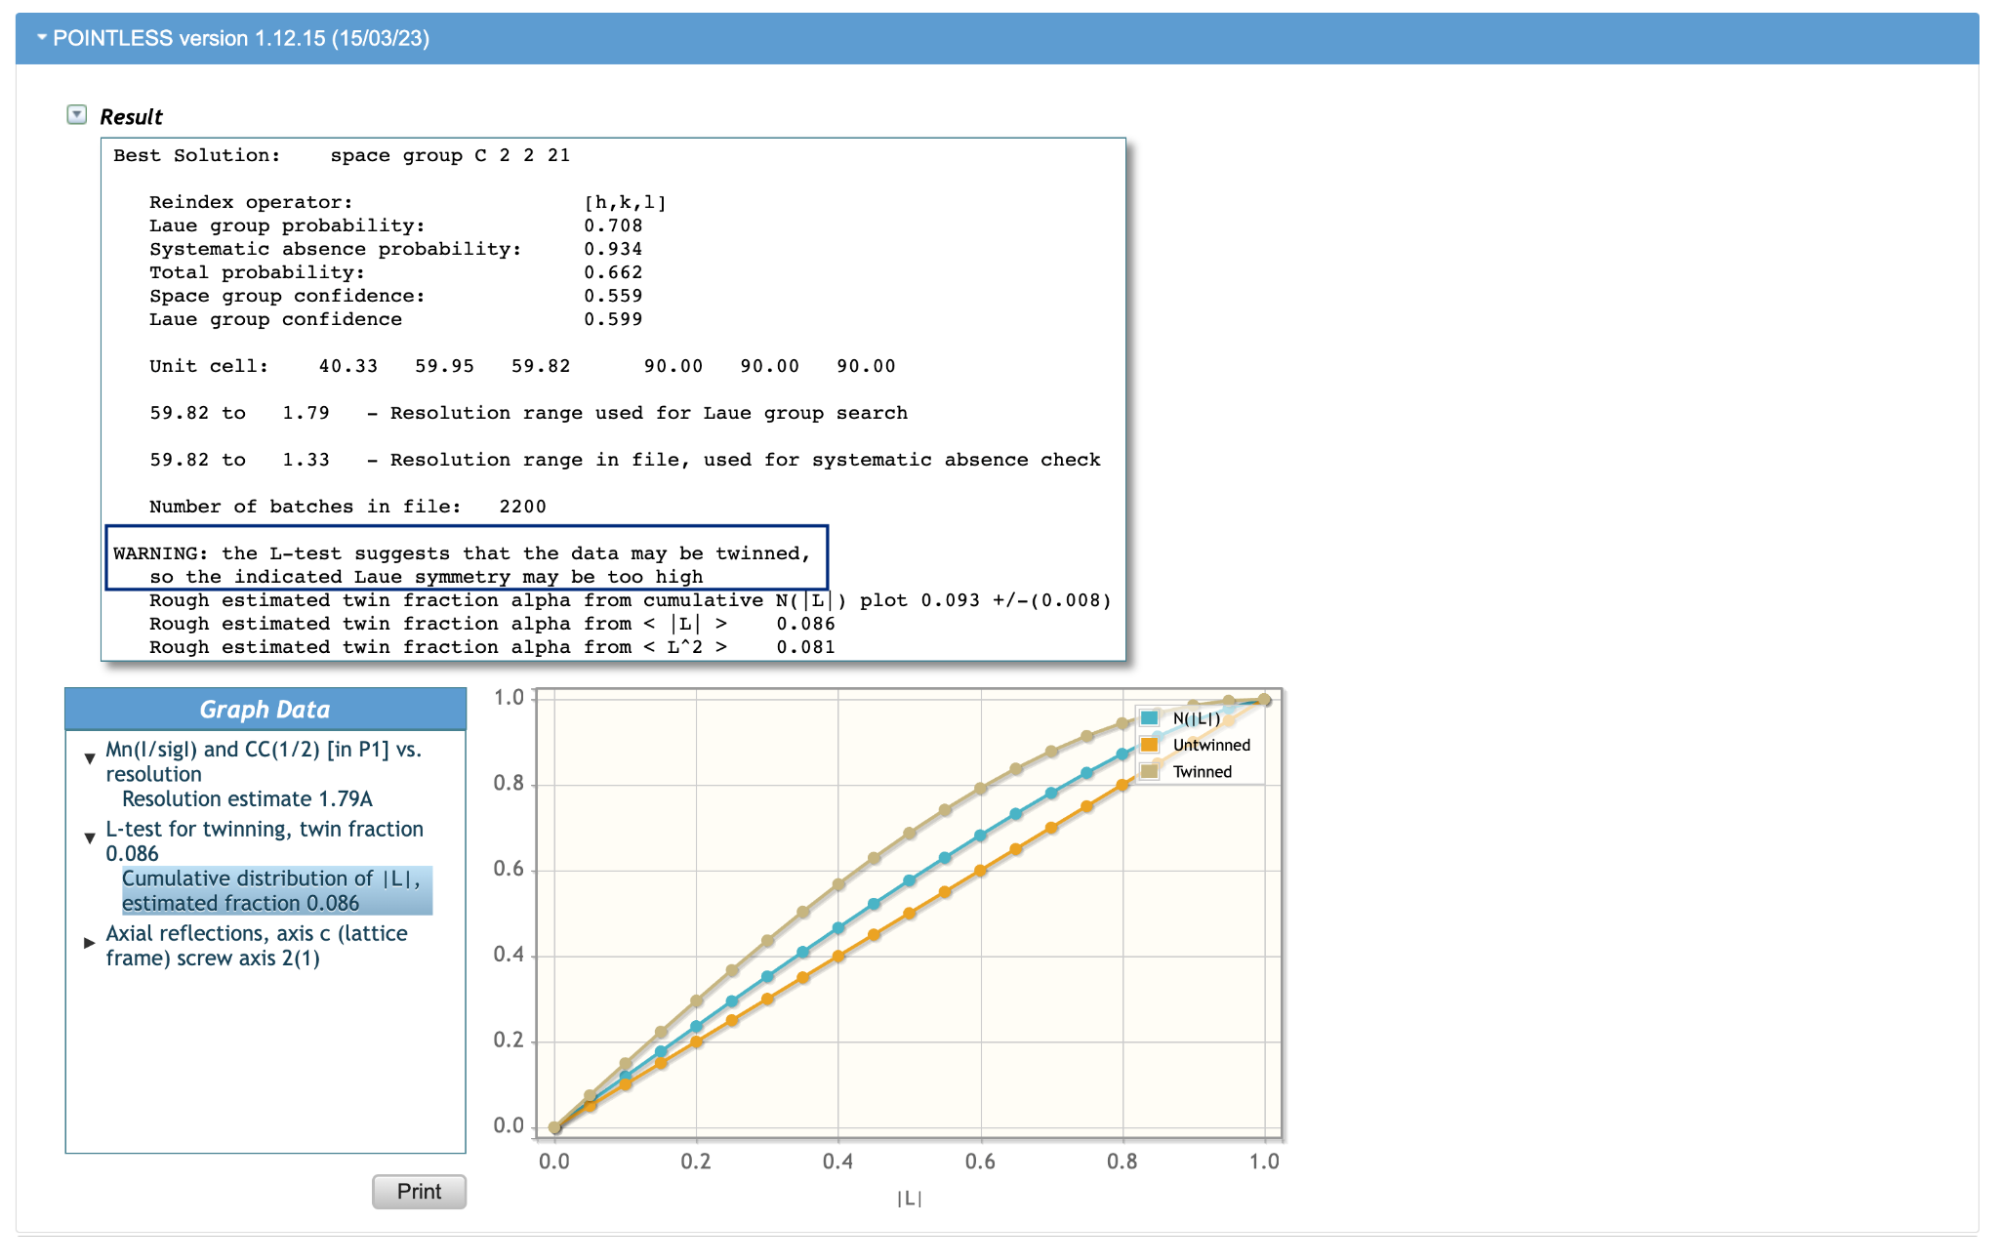 POINTLESS version 1.12.15 (15/03/23)
Result
Best Solution: space group C 2 2 21
Reindex operator: [h,k,l]
Laue group probability: 0.708
Systematic absence probability: 0.934
Total probability: 0.662
Space group confidence: 0.559
Laue group confidence 0.599
Unit cell: 40.33 59.95 59.82 90.00 90.00 90.00
59.82 to 1.79 - Resolution range used for Laue group search
59.82 to 1.33 - Resolution range in file, used for systematic absence check
Number of batches in file: 2200
WARNING: the L-test suggests that the data may be twinned,
so the indicated Laue symmetry may be too high
Rough estimated twin fraction alpha from cumulative N(|L|) plot 0.093 +/-(0.008)
Rough estimated twin fraction alpha from < |L| > 0.086
Rough estimated twin fraction alpha from < L^2 > 0.081
Graph Data
Mn(I/sigI) and CC(1/2) [in P1] vs.
resolution
Resolution estimate 1.79A
L-test for twinning, twin fraction
0.086
Cumulative distribution of |L|,
estimated fraction 0.086
Axial reflections, axis c (lattice
frame) screw axis 2(1)
Print
1.0
0.8
0.6
0.4
0.2
0.0
N(|L|)
Untwinned
Twinned
0.0 0.2 0.4 0.6 0.8 1.0
|L|